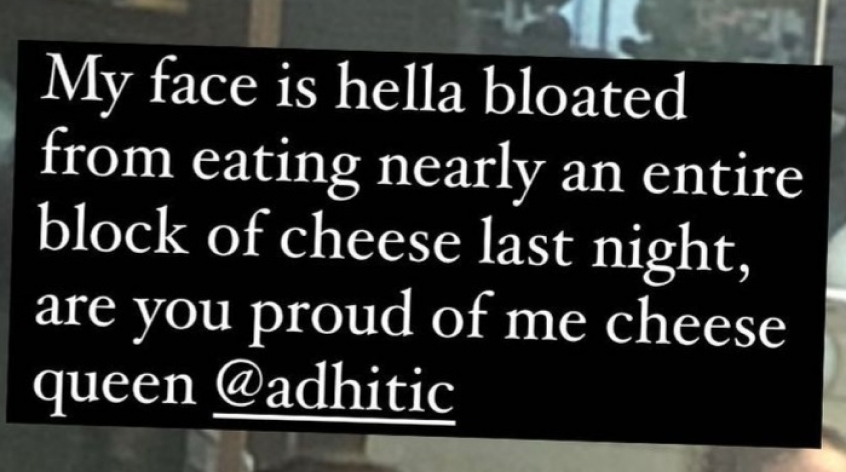 My face is hella bloated
from eating nearly an entire
block of cheese last night,
are you proud of me cheese
queen @adhitic